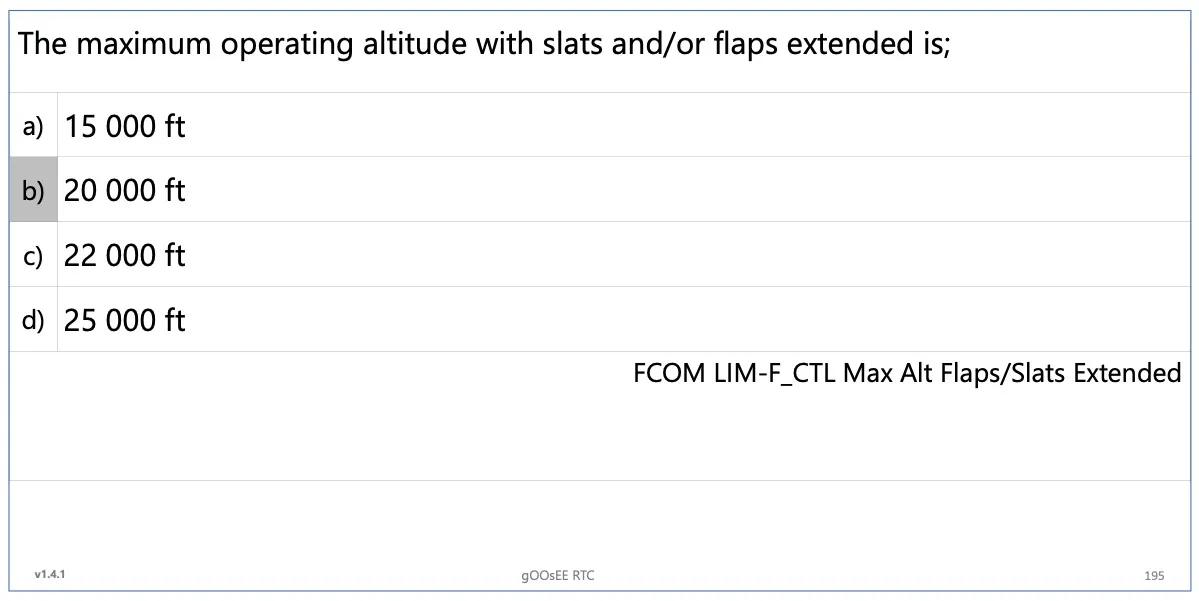 The maximum operating altitude with slats and/or flaps extended is;
a) 15 000 ft
b) 20 000 ft
c) 22 000 ft
d) 25 000 ft
FCOM LIM-F_CTL Max Alt Flaps/Slats Extended
v1.4.1 gOOsEE RTC 195